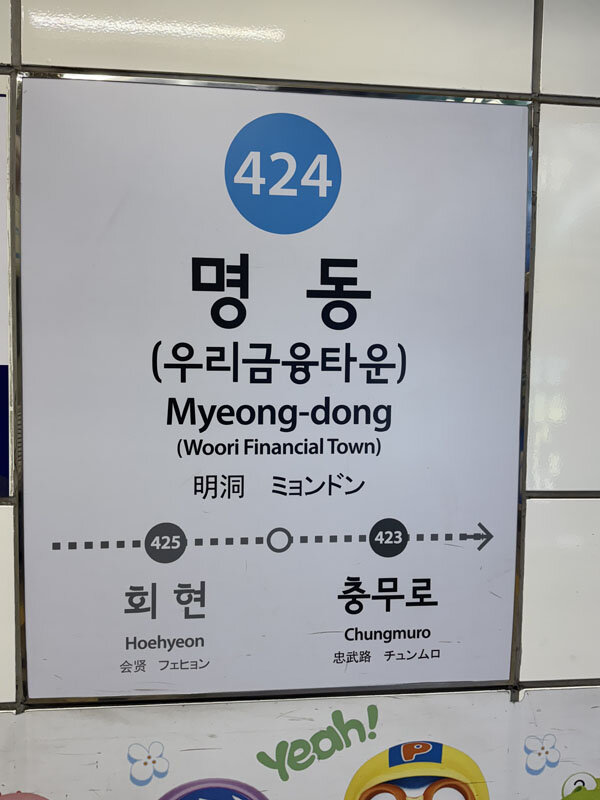 424
명 동
(우리금융타운)
Myeong-dong
(Woori Financial Town)
明洞 ミョンドン
425 423
회 현 충무로
Hoehyeon Chungmuro
会贤 フェヒョン 忠武路 チュンムロ
Yeah!
P